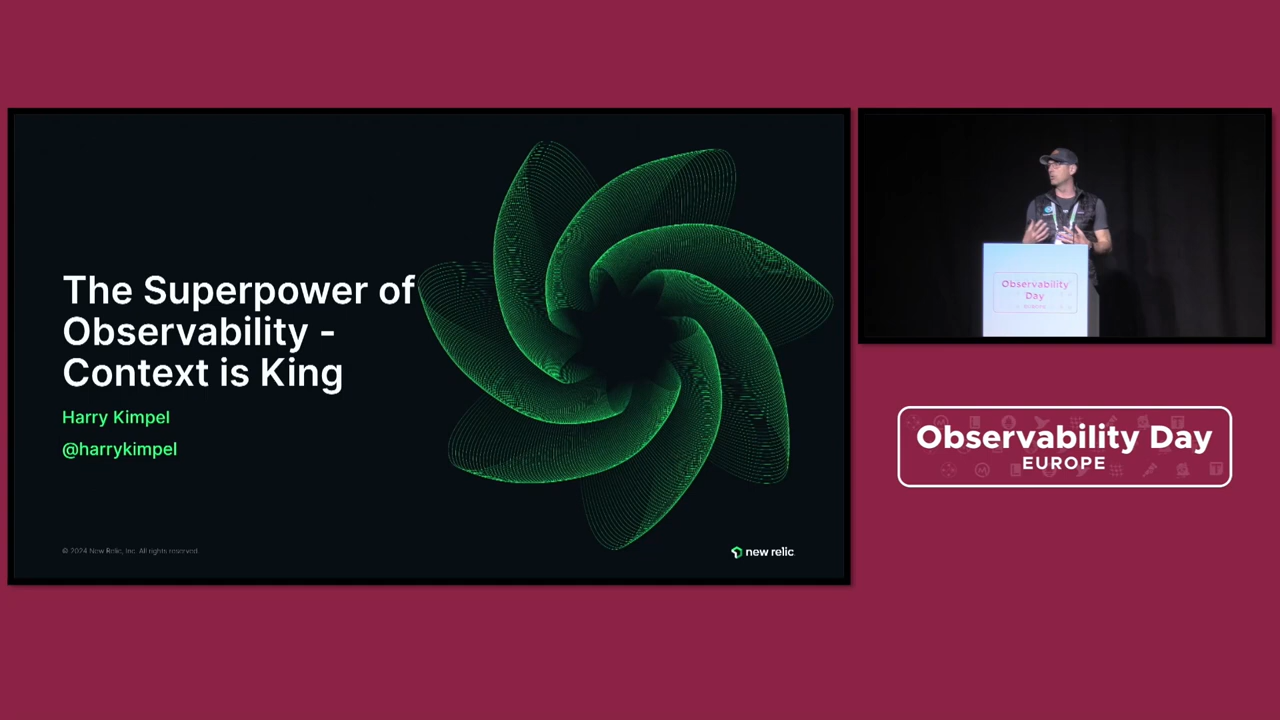 The Superpower of
Observability -
Context is King
Harry Kimpel
@harrykimpel
© 2024 New Relic, Inc. All rights reserved.
new relic
Observability
Day
EUROPE
Observability Day
EUROPE